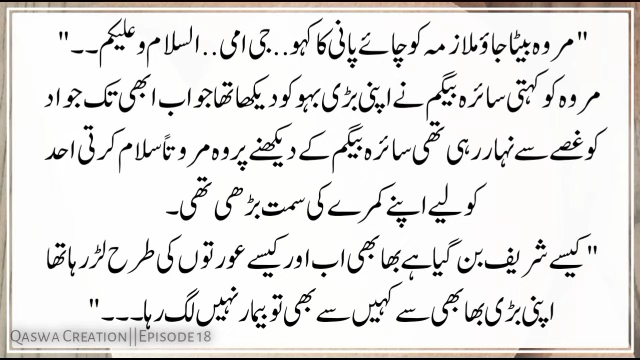 "مروہ بیٹا جاؤ ملازمہ کو چائے پانی کا کہو..جی امی..السلام و علیکم۔۔"
مروہ کو کہتی سائرہ بیگم نے اپنی بڑی بہو کو دیکھا تھا جو اب ابھی تک جواد
کو غصے سے نہار رہی تھی سائرہ بیگم کے دیکھنے پر وہ مروتاً سلام کرتی احد
کو لیے اپنے کمرے کی سمت بڑھی تھی۔
"کیسے شریف بن گیا ہے بھابھی اب اور کیسے عورتوں کی طرح لڑ رہا تھا
اپنی بڑی بھابھی سے کہیں سے بھی تو بیمار نہیں لگ رہا۔۔۔"
QASWA CREATION||EPISODE18